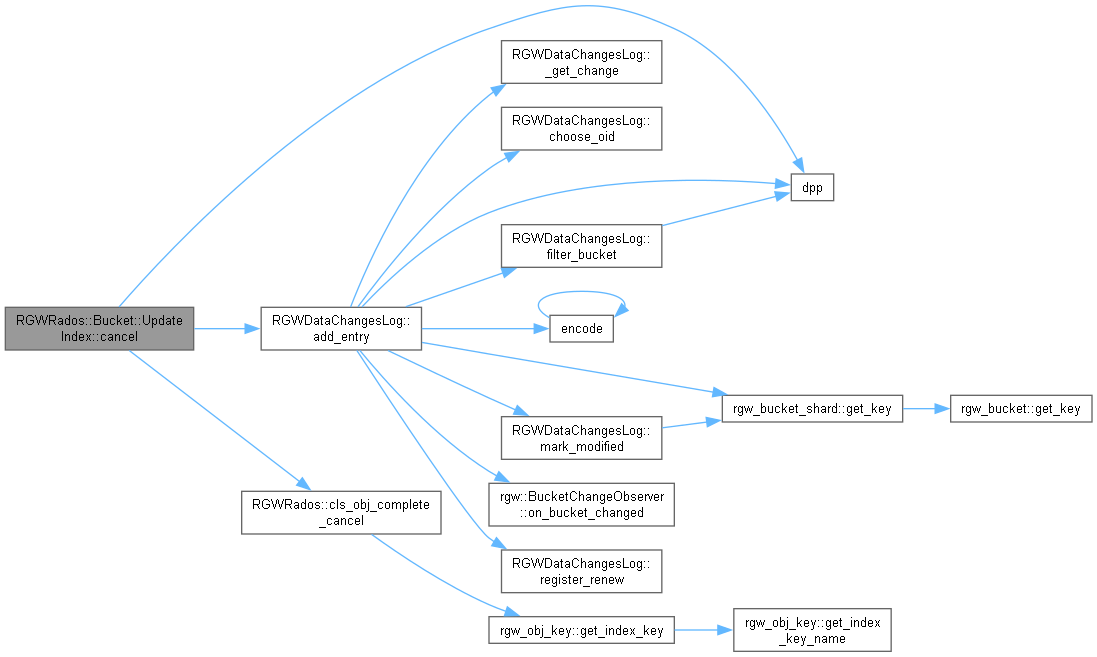 RGWDataChangesLog::
_get_change
RGWDataChangesLog::
choose_oid
dpp
RGWDataChangesLog::
filter_bucket
RGWRados::Bucket::Update
Index::cancel
RGWDataChangesLog::
add_entry
encode
rgw_bucket_shard::get_key
rgw_bucket::get_key
RGWDataChangesLog::
mark_modified
RGWRados::cls_obj_complete
_cancel
rgw::BucketChangeObserver
::on_bucket_changed
RGWDataChangesLog::
register_renew
rgw_obj_key::get_index_key
rgw_obj_key::get_index
_key_name